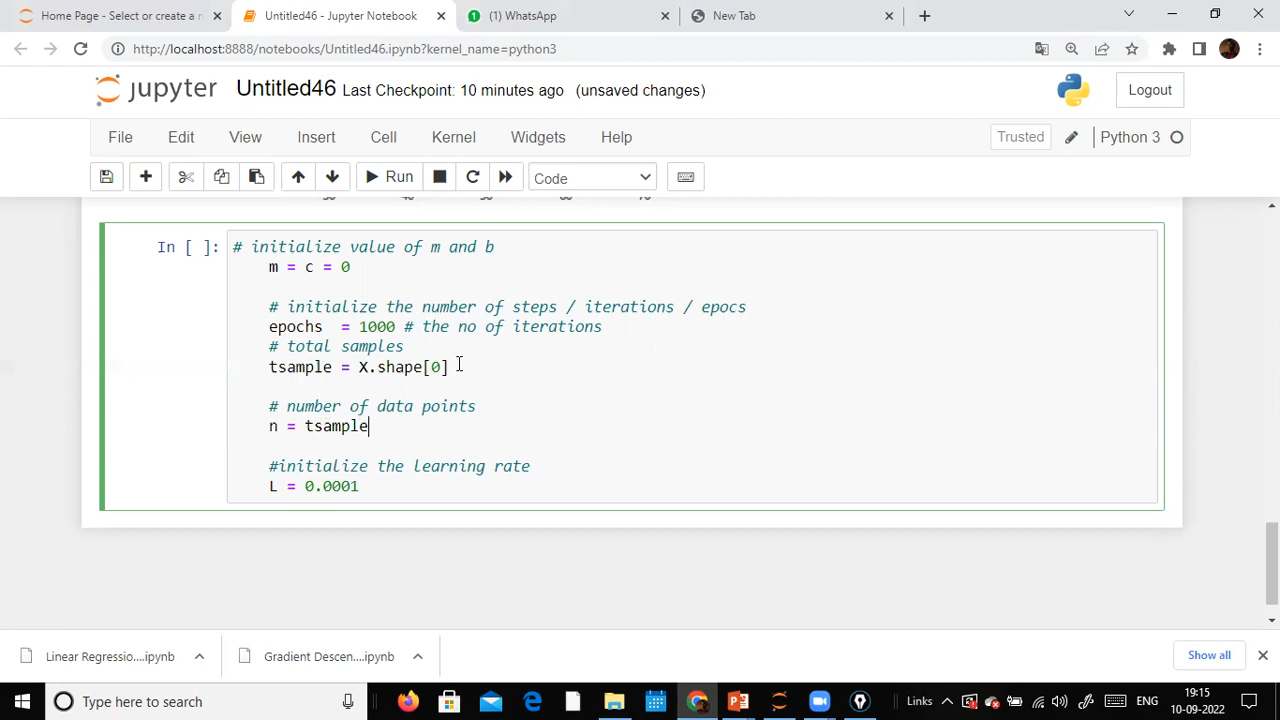 Home Page - Select or create a n
Untitled46 - Jupyter Notebook
(1) WhatsApp
New Tab
http://localhost:8888/notebooks/Untitled46.ipynb?kernel_name=python3
jupyter Untitled46 Last Checkpoint: 10 minutes ago (unsaved changes)
Logout
File Edit View Insert Cell Kernel Widgets Help
Trusted
Python 3
Run
Code
In [ ]:
# initialize value of m and b
m = c = 0
# initialize the number of steps / iterations / epocs
epochs  = 1000 # the no of iterations
# total samples
tsample = X.shape[0]
# number of data points
n = tsample
#initialize the learning rate
L = 0.0001
Linear Regressio....ipynb
Gradient Descen....ipynb
Show all
Type here to search
Links
ENG
19:15
10-09-2022